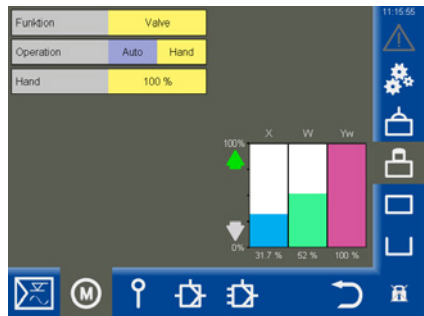 11:15:55
Funktion Valve
Operation Auto Hand
Hand 100 %
X W Yw
100%
0%
31.7 % 52 % 100 %
M